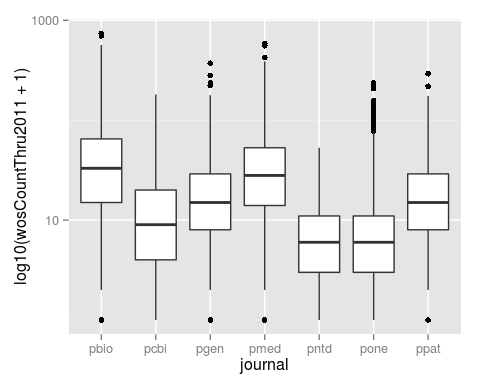 1000
10
log10(wosCountThru2011 + 1)
pbio pcbi pgen pmed pntd pone ppat
journal